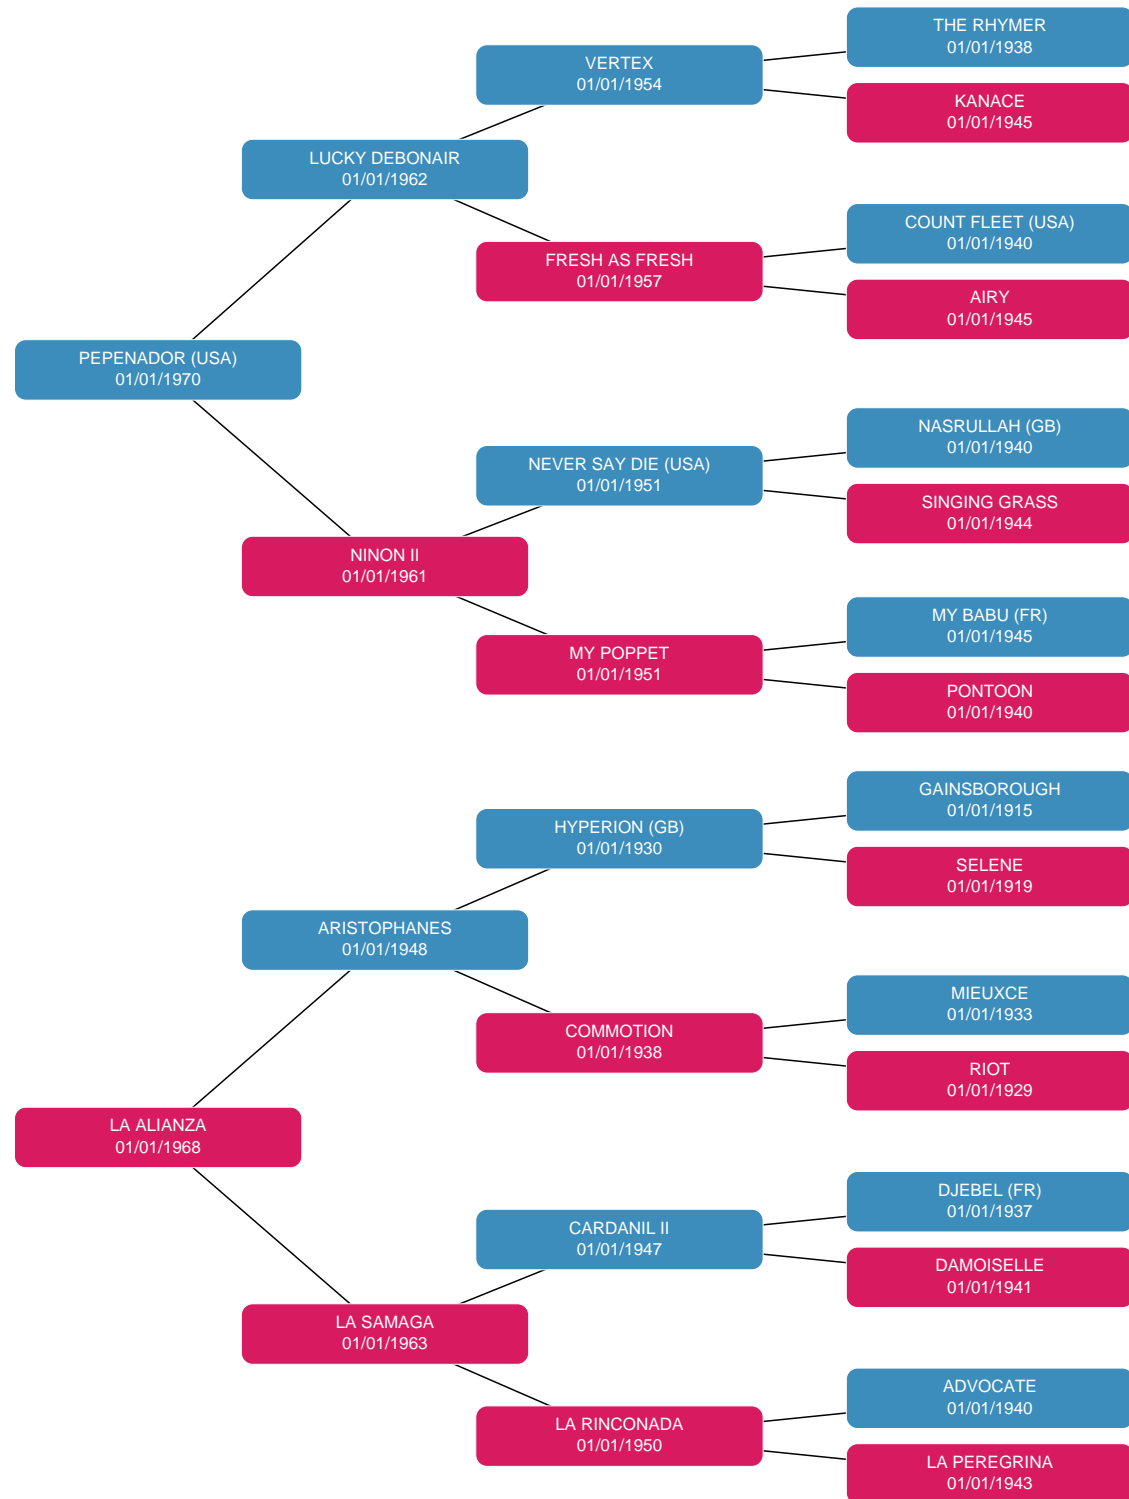 THE RHYMER
01/01/1938
VERTEX
01/01/1954
KANACE
01/01/1945
LUCKY DEBONAIR
01/01/1962
COUNT FLEET (USA)
01/01/1940
FRESH AS FRESH
01/01/1957
AIRY
01/01/1945
PEPENADOR (USA)
01/01/1970
NASRULLAH (GB)
01/01/1940
NEVER SAY DIE (USA)
01/01/1951
SINGING GRASS
01/01/1944
NINON II
01/01/1961
MY BABU (FR)
01/01/1945
MY POPPET
01/01/1951
PONTOON
01/01/1940
GAINSBOROUGH
01/01/1915
HYPERION (GB)
01/01/1930
SELENE
01/01/1919
ARISTOPHANES
01/01/1948
MIEUXCE
01/01/1933
COMMOTION
01/01/1938
RIOT
01/01/1929
LA ALIANZA
01/01/1968
DJEBEL (FR)
01/01/1937
CARDANIL II
01/01/1947
DAMOISELLE
01/01/1941
LA SAMAGA
01/01/1963
ADVOCATE
01/01/1940
LA RINCONADA
01/01/1950
LA PEREGRINA
01/01/1943